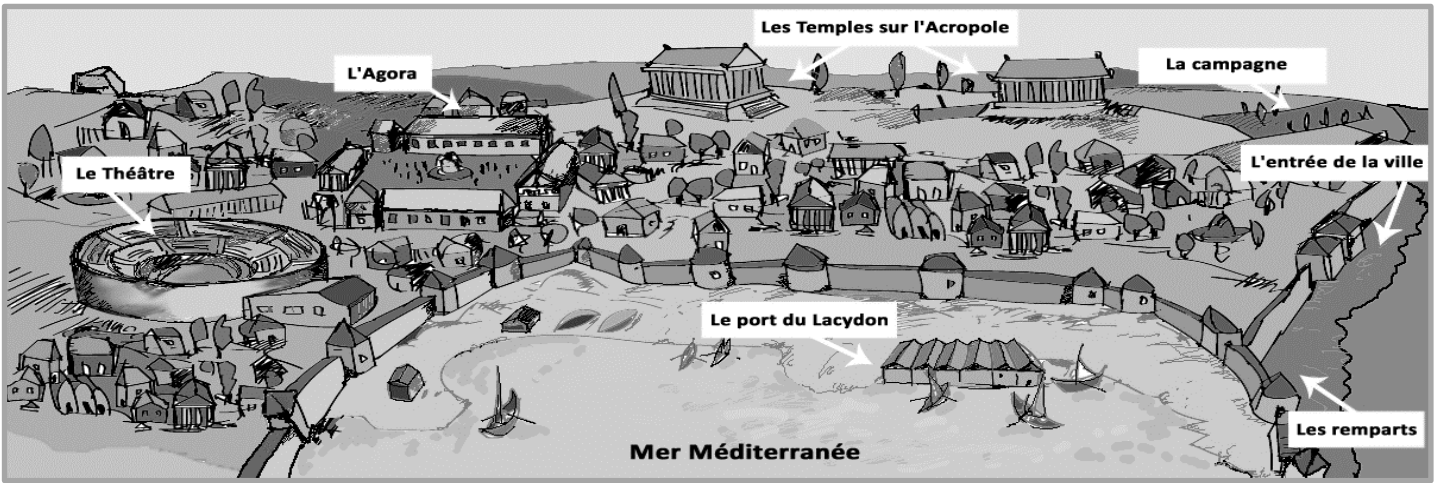 Les Temples sur l'Acropole
L'Agora
La campagne
L'entrée de la ville
Le Théâtre
Le port du Lacydon
Les remparts
Mer Méditerranée